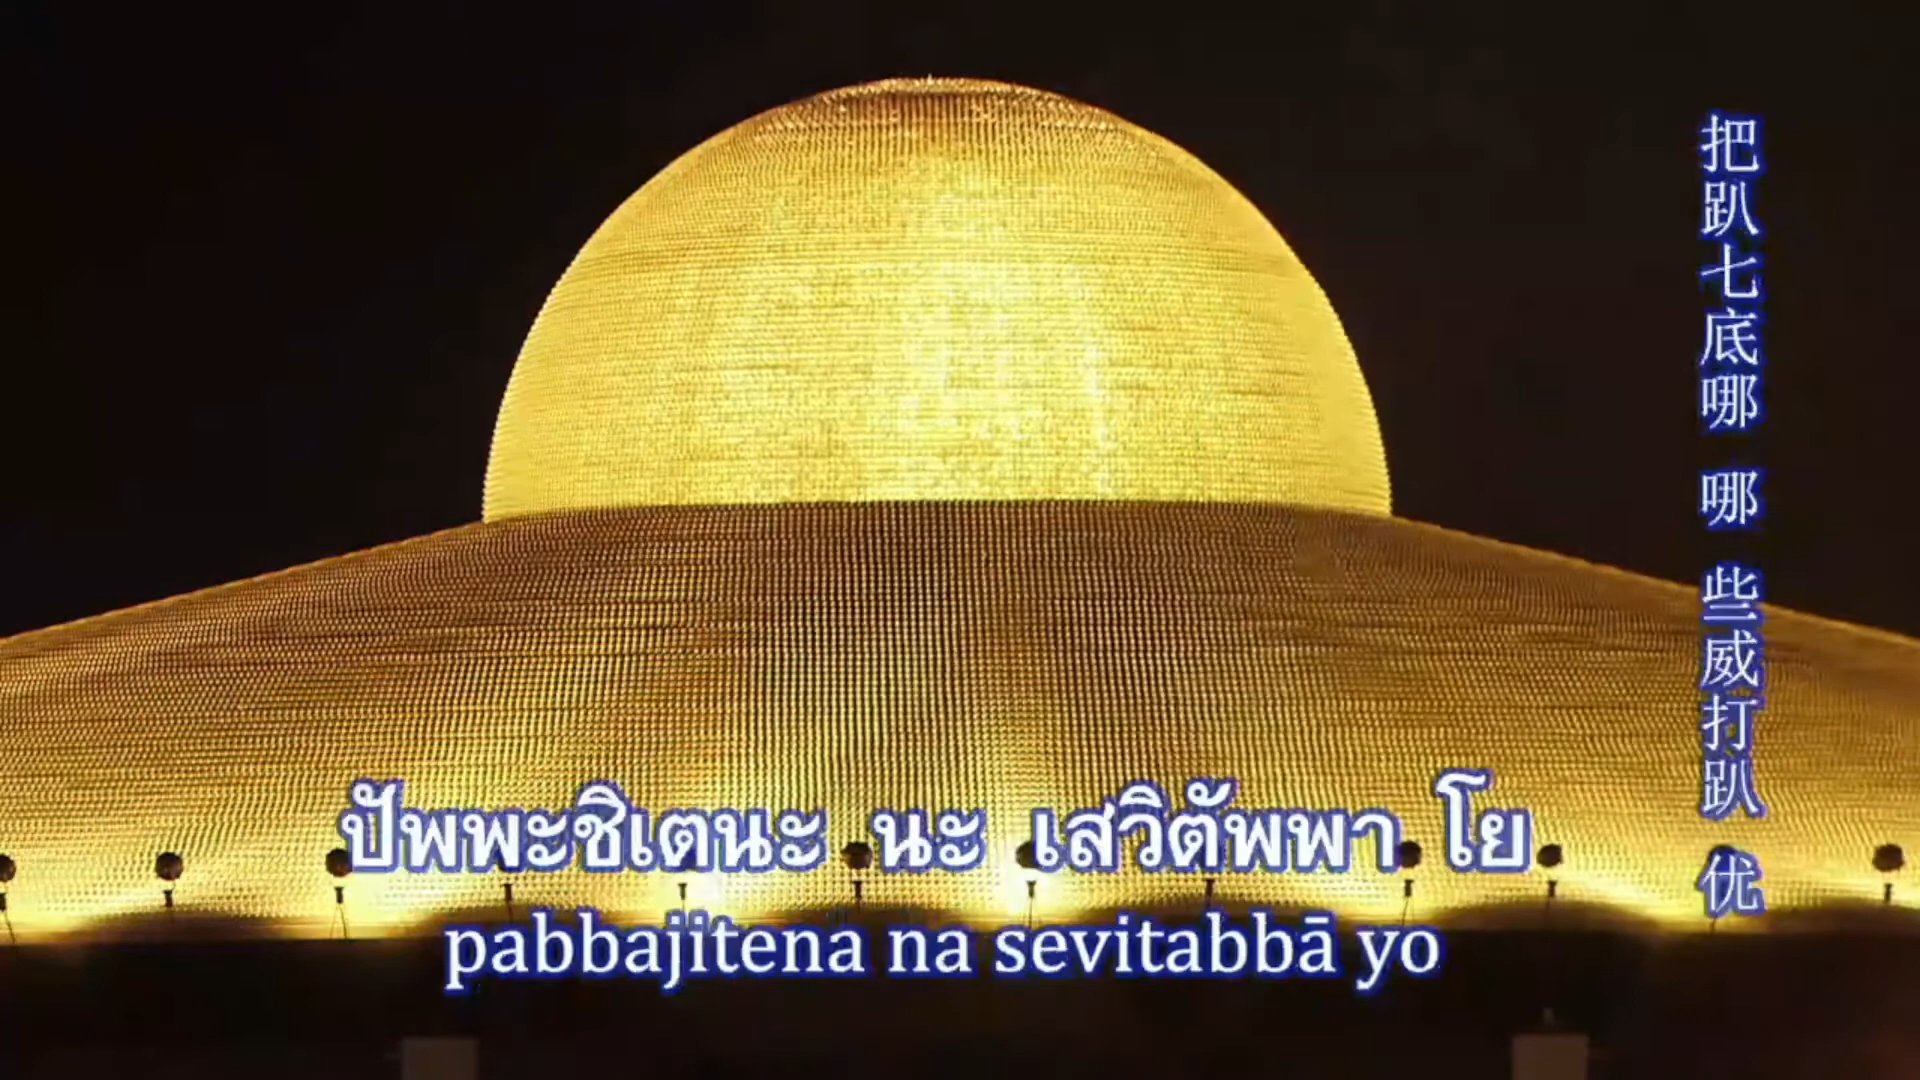 把趴七底哪 哪 些威打趴 优
ปัพพะชิเตนะ นะ เสวิตัพพา โย
pabbajitena na sevitabbā yo